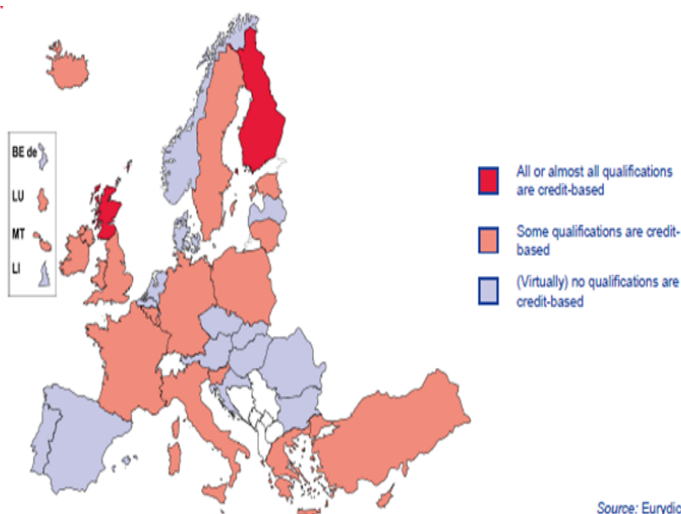 BE de
LU
MT
LI
All or almost all qualifications
are credit-based
Some qualifications are credit-
based
(Virtually) no qualifications are
credit-based
Source: Eurydic